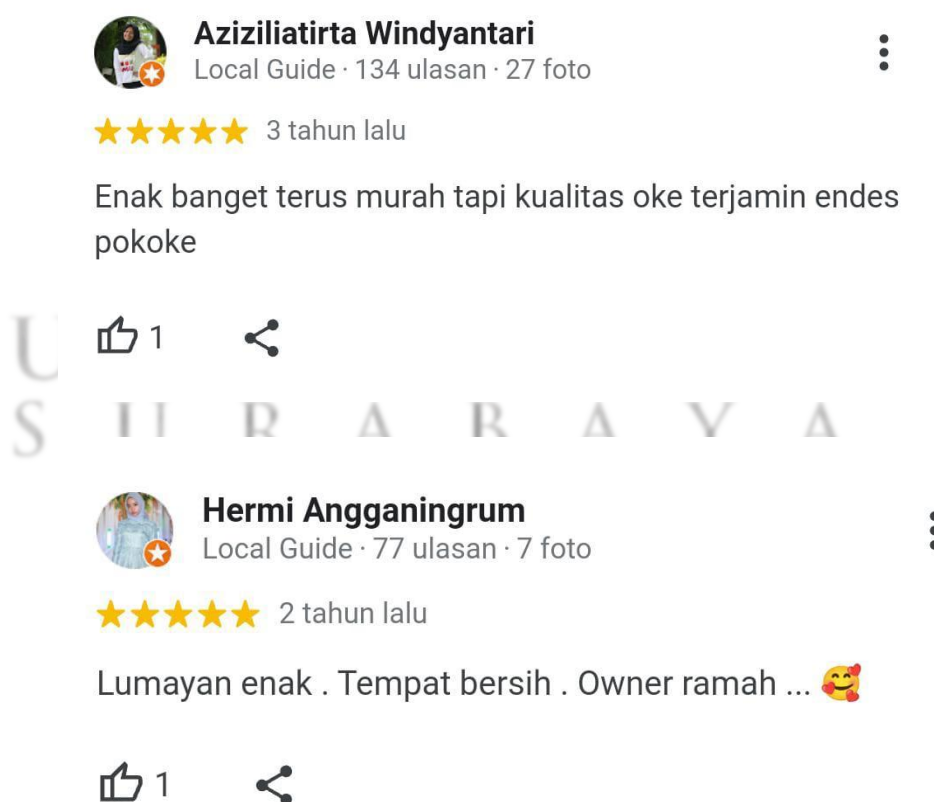 Aziziliatirta Windyantari
Local Guide · 134 ulasan · 27 foto
3 tahun lalu
Enak banget terus murah tapi kualitas oke terjamin endes
pokoke
1
U
S U R A B A Y A
Hermi Angganingrum
Local Guide · 77 ulasan · 7 foto
2 tahun lalu
Lumayan enak . Tempat bersih . Owner ramah ... 🥰
1